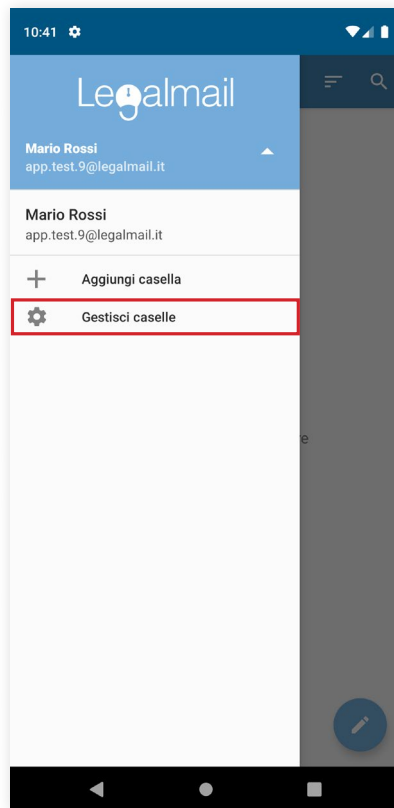 10:41
Legalmail
Mario Rossi
app.test.9@legalmail.it
Mario Rossi
app.test.9@legalmail.it
Aggiungi casella
Gestisci caselle
e